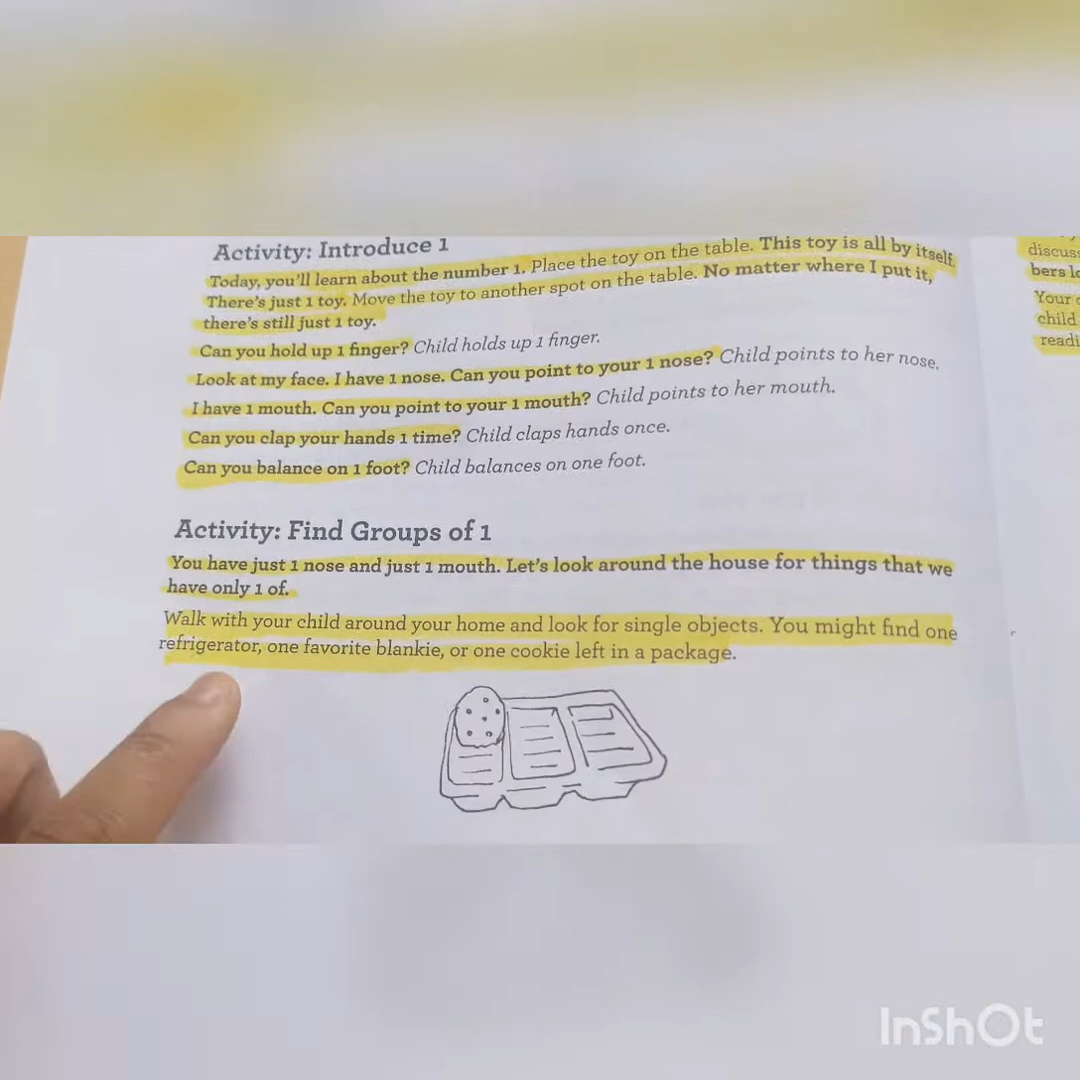 Activity: Introduce 1
Today, you'll learn about the number 1. Place the toy on the table. This toy is all by itself.
There's just 1 toy. Move the toy to another spot on the table. No matter where I put it,
there's still just 1 toy.
Can you hold up 1 finger? Child holds up 1 finger.
Look at my face. I have 1 nose. Can you point to your 1 nose? Child points to her nose.
I have 1 mouth. Can you point to your 1 mouth? Child points to her mouth.
Can you clap your hands 1 time? Child claps hands once.
Can you balance on 1 foot? Child balances on one foot.
Activity: Find Groups of 1
You have just 1 nose and just 1 mouth. Let's look around the house for things that we
have only 1 of.
Walk with your child around your home and look for single objects. You might find one
refrigerator, one favorite blankie, or one cookie left in a package.
discuss
bers lo
Your c
child
readi
InShOt